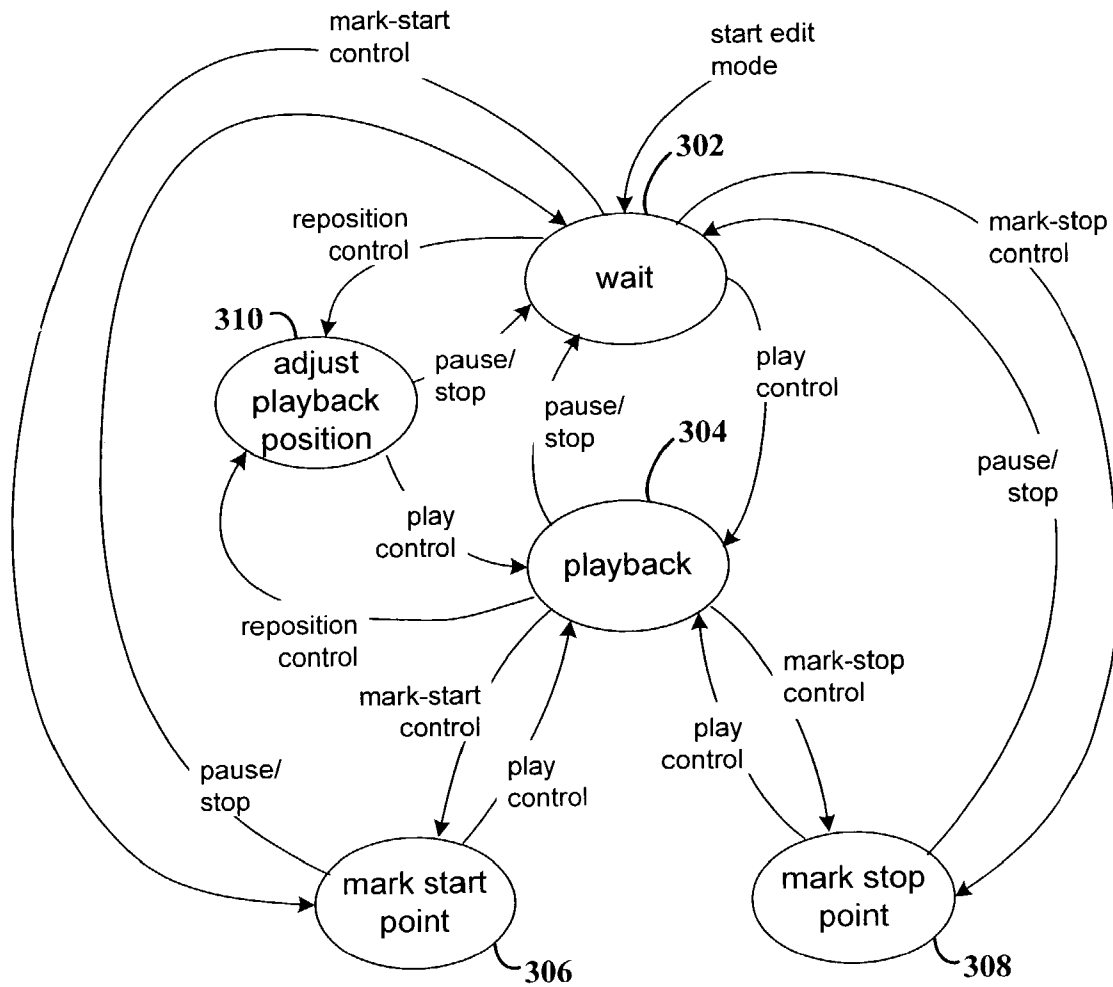 mark-start
control
start edit
mode
302
reposition
control
wait
mark-stop
control
310
adjust
playback
position
pause/
stop
pause/
stop
play
control
304
pause/
stop
play
control
playback
reposition
control
mark-start
control
mark-stop
control
play
control
play
control
pause/
stop
mark start
point
mark stop
point
306
308